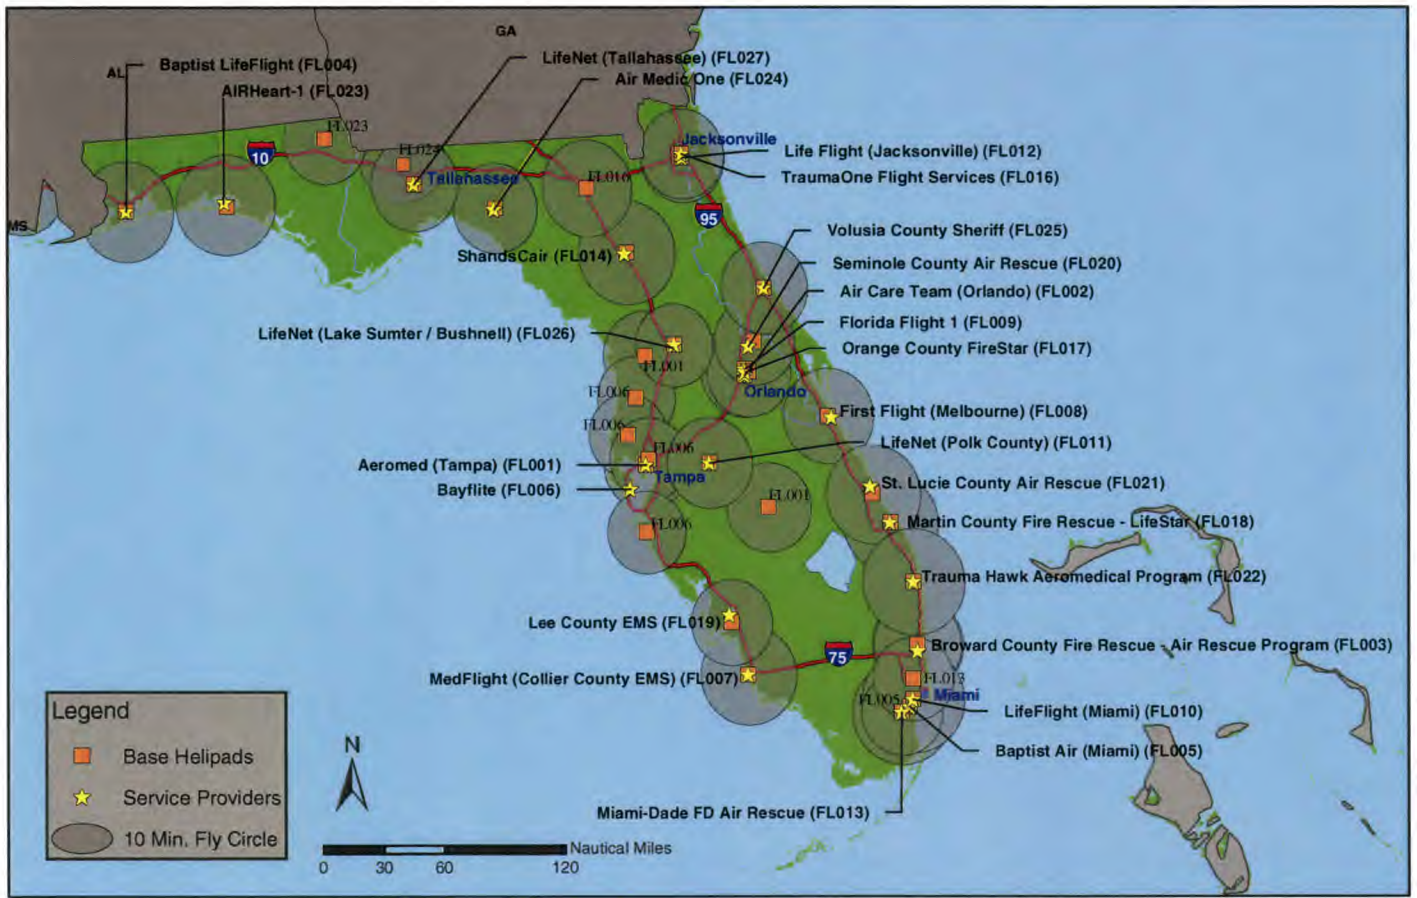 GA
LifeNet (Tallahassee) (FL027)
Baptist LifeFlight (FL004)
AL
Air Medic One (FL024)
AIRHeart-1 (FL023)
FL023
Jacksonville
10
Life Flight (Jacksonville) (FL012)
FL024
Tallahassee
FL016
TraumaOne Flight Services (FL016)
95
MS
Volusia County Sheriff (FL025)
ShandsCair (FL014)
Seminole County Air Rescue (FL020)
Air Care Team (Orlando) (FL002)
Florida Flight 1 (FL009)
LifeNet (Lake Sumter / Bushnell) (FL026)
Orange County FireStar (FL017)
FL001
Orlando
FL006
First Flight (Melbourne) (FL008)
FL006
LifeNet (Polk County) (FL011)
FL006
Aeromed (Tampa) (FL001)
Tampa
St. Lucie County Air Rescue (FL021)
Bayflite (FL006)
FL001
FL006
Martin County Fire Rescue - LifeStar (FL018)
Trauma Hawk Aeromedical Program (FL022)
Lee County EMS (FL019)
Broward County Fire Rescue - Air Rescue Program (FL003)
75
MedFlight (Collier County EMS) (FL007)
FL013
Miami
FL005
LifeFlight (Miami) (FL010)
Baptist Air (Miami) (FL005)
Miami-Dade FD Air Rescue (FL013)
Legend
Base Helipads
Service Providers
10 Min. Fly Circle
N
Nautical Miles
0 30 60 120